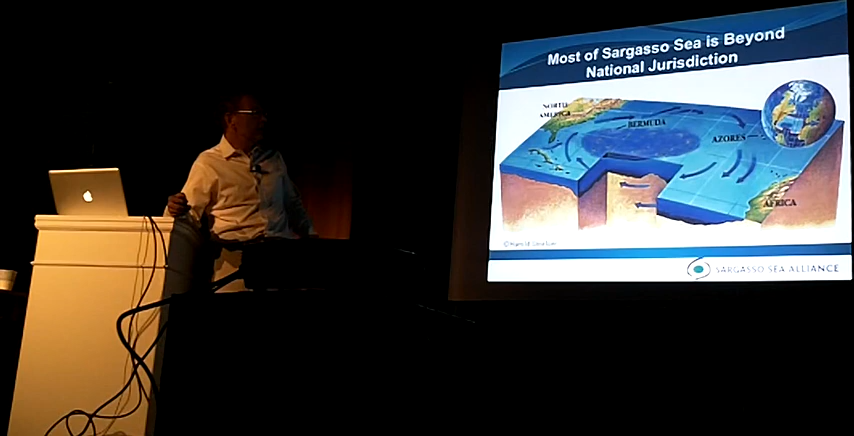 Most of Sargasso Sea is Beyond
National Jurisdiction
NORTH
AMERICA
BERMUDA
AZORES
AFRICA
SARGASSO SEA ALLIANCE